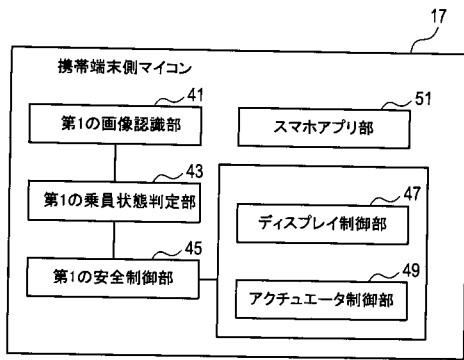 17
携帯端末側マイコン
41
第1の画像認識部
51
スマホアプリ部
43
第1の乗員状態判定部
47
ディスプレイ制御部
45
第1の安全制御部
49
アクチュエータ制御部